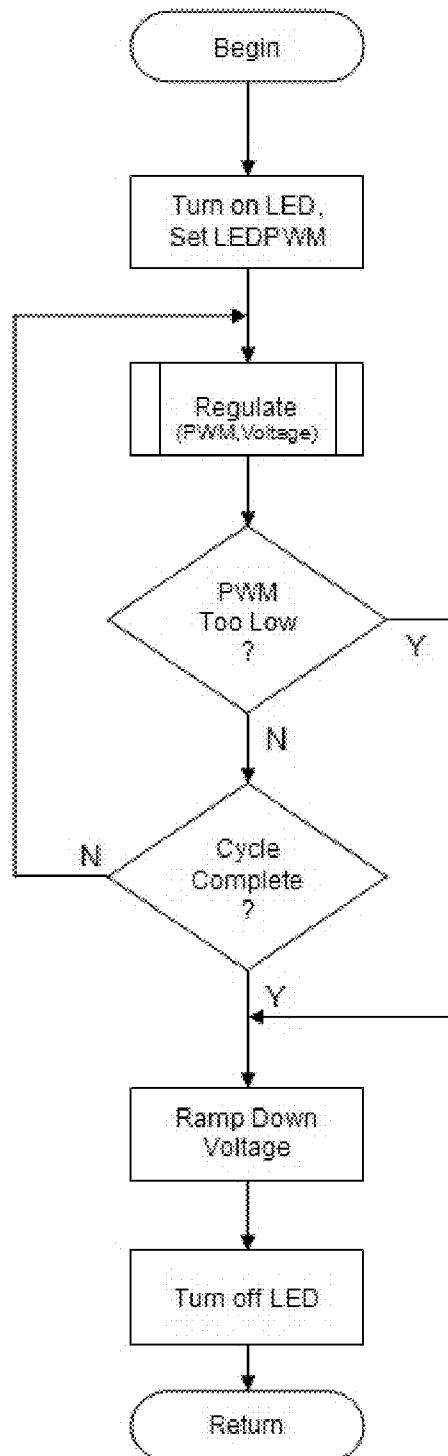 Begin
Turn on LED,
Set LEDPWM
Regulate
(PWM,Voltage)
PWM
Too Low
?
Y
N
Cycle
Complete
?
N
Y
Ramp Down
Voltage
Turn off LED
Return